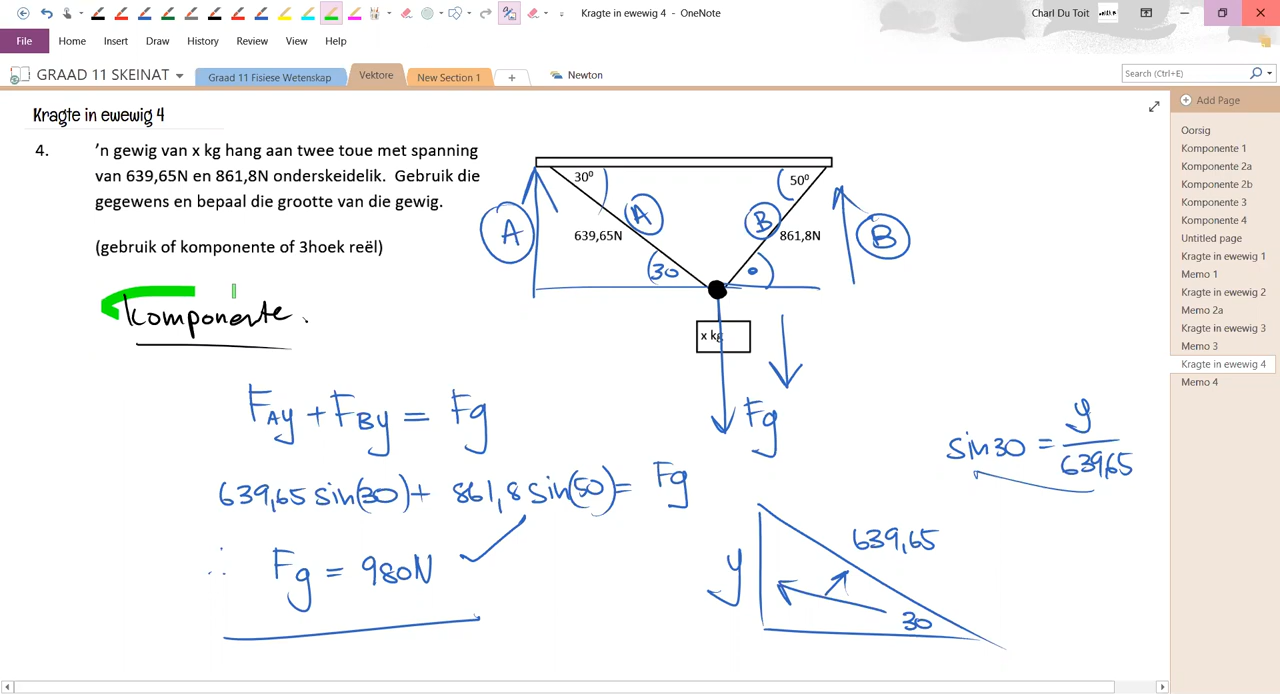 Kragte in ewewig 4 - OneNote
Charl Du Toit
File Home Insert Draw History Review View Help
GRAAD 11 SKEINAT
Graad 11 Fisiese Wetenskap
Vektore
New Section 1
+
Newton
Search (Ctrl+E)
Kragte in ewewig 4
4. 'n gewig van x kg hang aan twee toue met spanning
van 639,65N en 861,8N onderskeidelik. Gebruik die
gegewens en bepaal die grootte van die gewig.
(gebruik of komponente of 3hoek reël)
30⁰
50⁰
A
A
B
B
639,65N
861,8N
30
x kg
Fg
komponente.
F_Ay + F_By = Fg
639,65 sin(30) + 861,8 sin(50) = Fg
∴ Fg = 980N
sin30 = y/639,65
639,65
y
30
Add Page
Oorsig
Komponente 1
Komponente 2a
Komponente 2b
Komponente 3
Komponente 4
Untitled page
Kragte in ewewig 1
Memo 1
Kragte in ewewig 2
Memo 2a
Kragte in ewewig 3
Memo 3
Kragte in ewewig 4
Memo 4